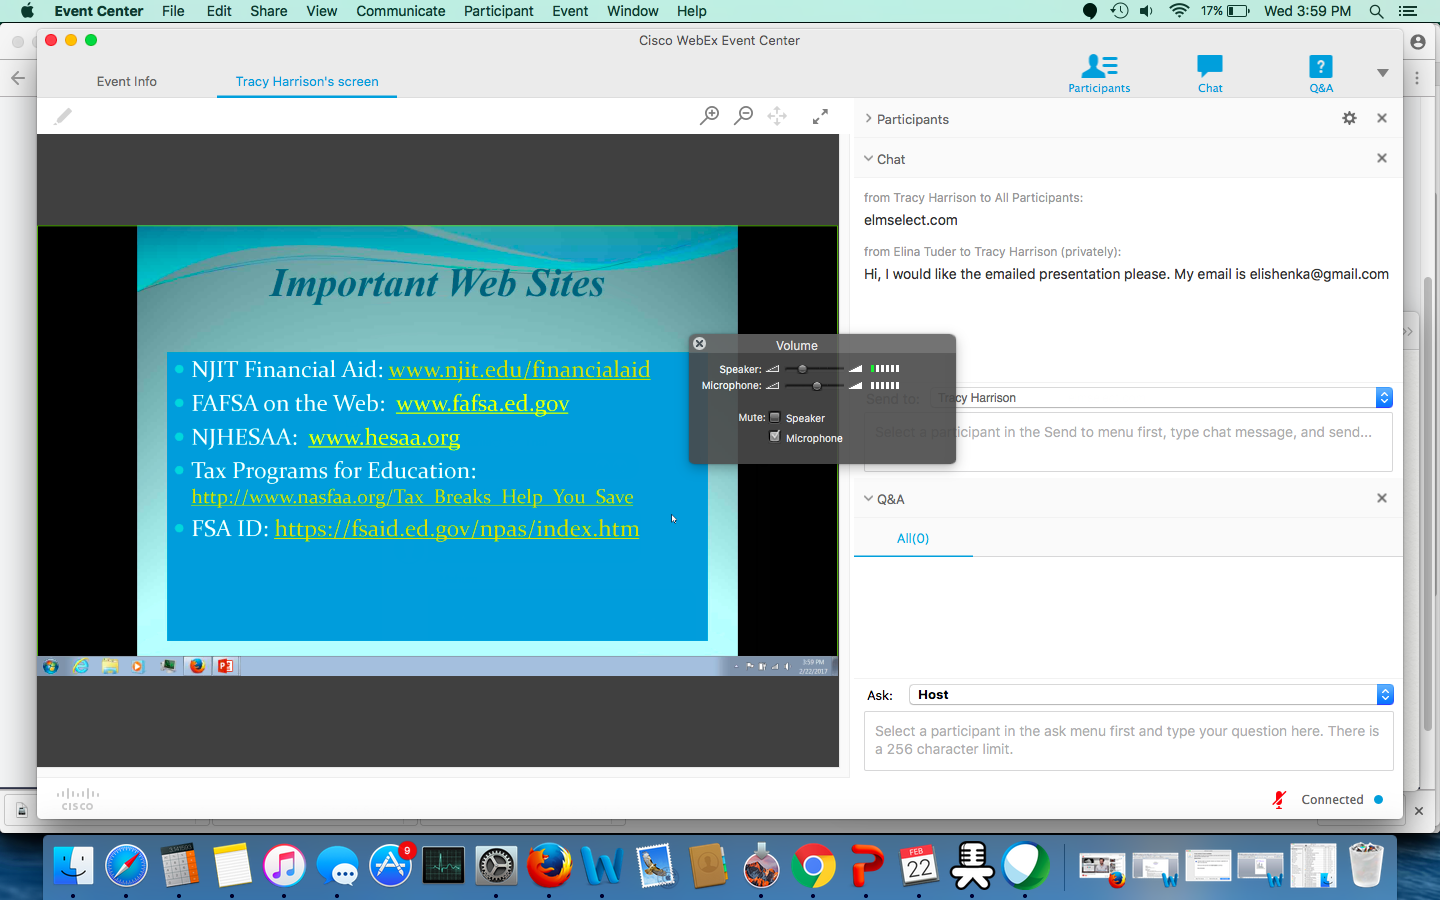 Event Center File Edit Share View Communicate Participant Event Window Help 17% Wed 3:59 PM
Cisco WebEx Event Center
Event Info Tracy Harrison's screen
Participants Chat Q&A
Participants
Chat
from Tracy Harrison to All Participants:
elmselect.com
from Elina Tuder to Tracy Harrison (privately):
Hi, I would like the emailed presentation please. My email is elishenka@gmail.com
Important Web Sites
NJIT Financial Aid: www.njit.edu/financialaid
FAFSA on the Web: www.fafsa.ed.gov
NJHESAA: www.hesaa.org
Tax Programs for Education:
http://www.nasfaa.org/Tax_Breaks_Help_You_Save
FSA ID: https://fsaid.ed.gov/npas/index.htm
3:59 PM
2/22/2017
Volume
Speaker:
Microphone:
Mute: Speaker
Microphone
Send to: Tracy Harrison
Select a participant in the Send to menu first, type chat message, and send...
Q&A
All(0)
Ask: Host
Select a participant in the ask menu first and type your question here. There is
a 256 character limit.
CISCO
Connected
9
FEB
22